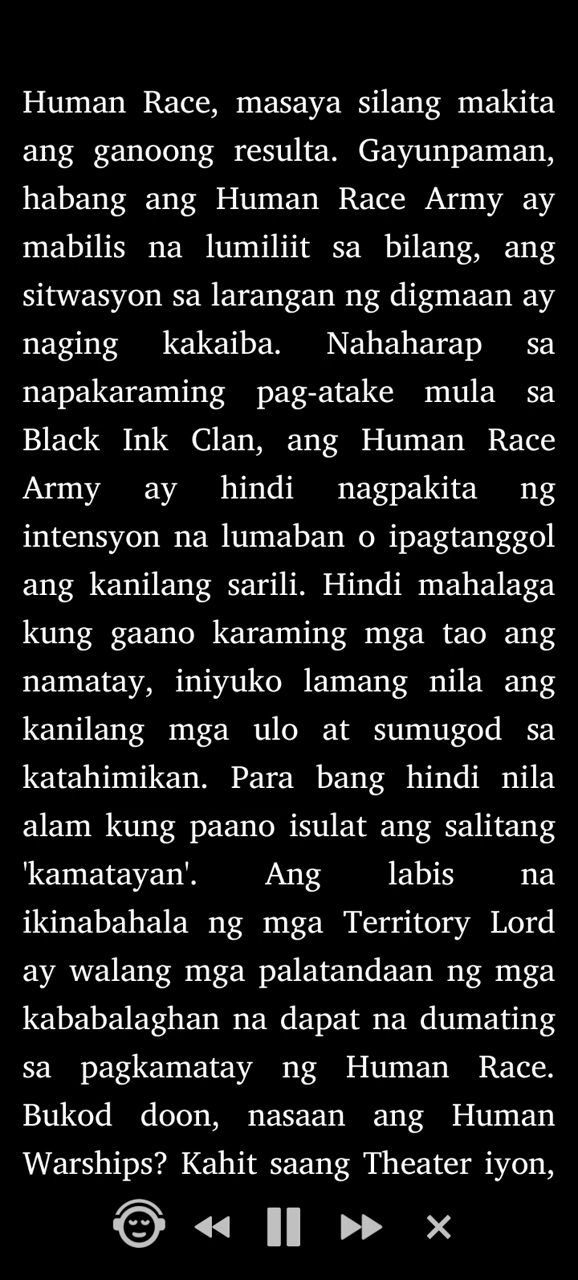 Human Race, masaya silang makita
ang ganoong resulta. Gayunpaman,
habang ang Human Race Army ay
mabilis na lumiliit sa bilang, ang
sitwasyon sa larangan ng digmaan ay
naging kakaiba. Nahaharap sa
napakaraming pag-atake mula sa
Black Ink Clan, ang Human Race
Army ay hindi nagpakita ng
intensyon na lumaban o ipagtanggol
ang kanilang sarili. Hindi mahalaga
kung gaano karaming mga tao ang
namatay, iniyuko lamang nila ang
kanilang mga ulo at sumugod sa
katahimikan. Para bang hindi nila
alam kung paano isulat ang salitang
'kamatayan'. Ang labis na
ikinabahala ng mga Territory Lord
ay walang mga palatandaan ng mga
kababalaghan na dapat na dumating
sa pagkamatay ng Human Race.
Bukod doon, nasaan ang Human
Warships? Kahit saang Theater iyon,